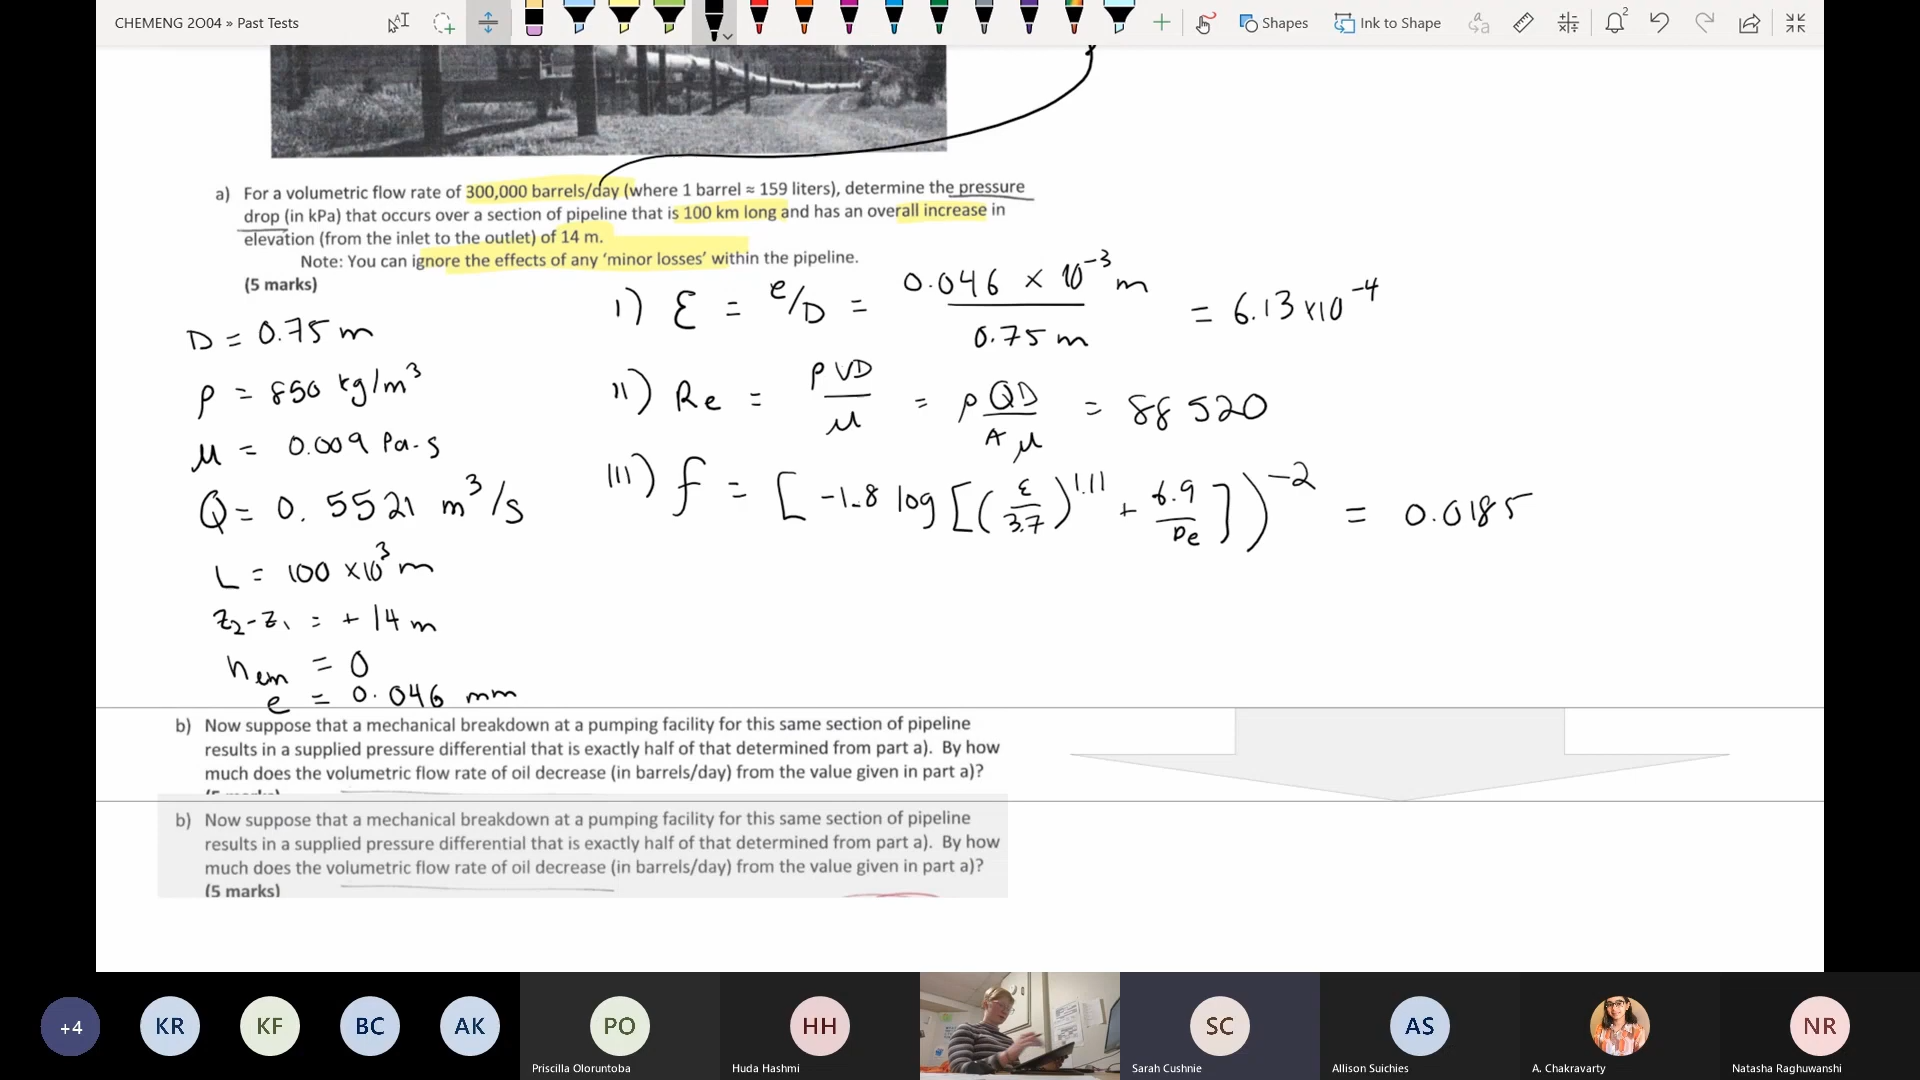 CHEMENG 2O04 » Past Tests
Shapes
Ink to Shape
2
a) For a volumetric flow rate of 300,000 barrels/day (where 1 barrel ≈ 159 liters), determine the pressure
drop (in kPa) that occurs over a section of pipeline that is 100 km long and has an overall increase in
elevation (from the inlet to the outlet) of 14 m.
Note: You can ignore the effects of any ‘minor losses’ within the pipeline.
(5 marks)
D = 0.75 m
ρ = 850 kg/m³
μ = 0.009 Pa·s
Q = 0.5521 m³/s
L = 100 ×10³ m
z₂-z₁ = + 14 m
hem = 0
e = 0.046 mm
i) ε = e/D = 0.046 × 10⁻³ m / 0.75 m = 6.13 ×10⁻⁴
ii) Re = ρVD / μ = ρ QD / A μ = 88 520
iii) f = [ -1.8 log [ ( ε / 3.7 )^1.11 + 6.9 / Re ] )⁻² = 0.0185
b) Now suppose that a mechanical breakdown at a pumping facility for this same section of pipeline
results in a supplied pressure differential that is exactly half of that determined from part a). By how
much does the volumetric flow rate of oil decrease (in barrels/day) from the value given in part a)?
b) Now suppose that a mechanical breakdown at a pumping facility for this same section of pipeline
results in a supplied pressure differential that is exactly half of that determined from part a). By how
much does the volumetric flow rate of oil decrease (in barrels/day) from the value given in part a)?
(5 marks)
+4
KR
KF
BC
AK
PO
HH
SC
AS
NR
Priscilla Oloruntoba
Huda Hashmi
Sarah Cushnie
Allison Suichies
A. Chakravarty
Natasha Raghuwanshi